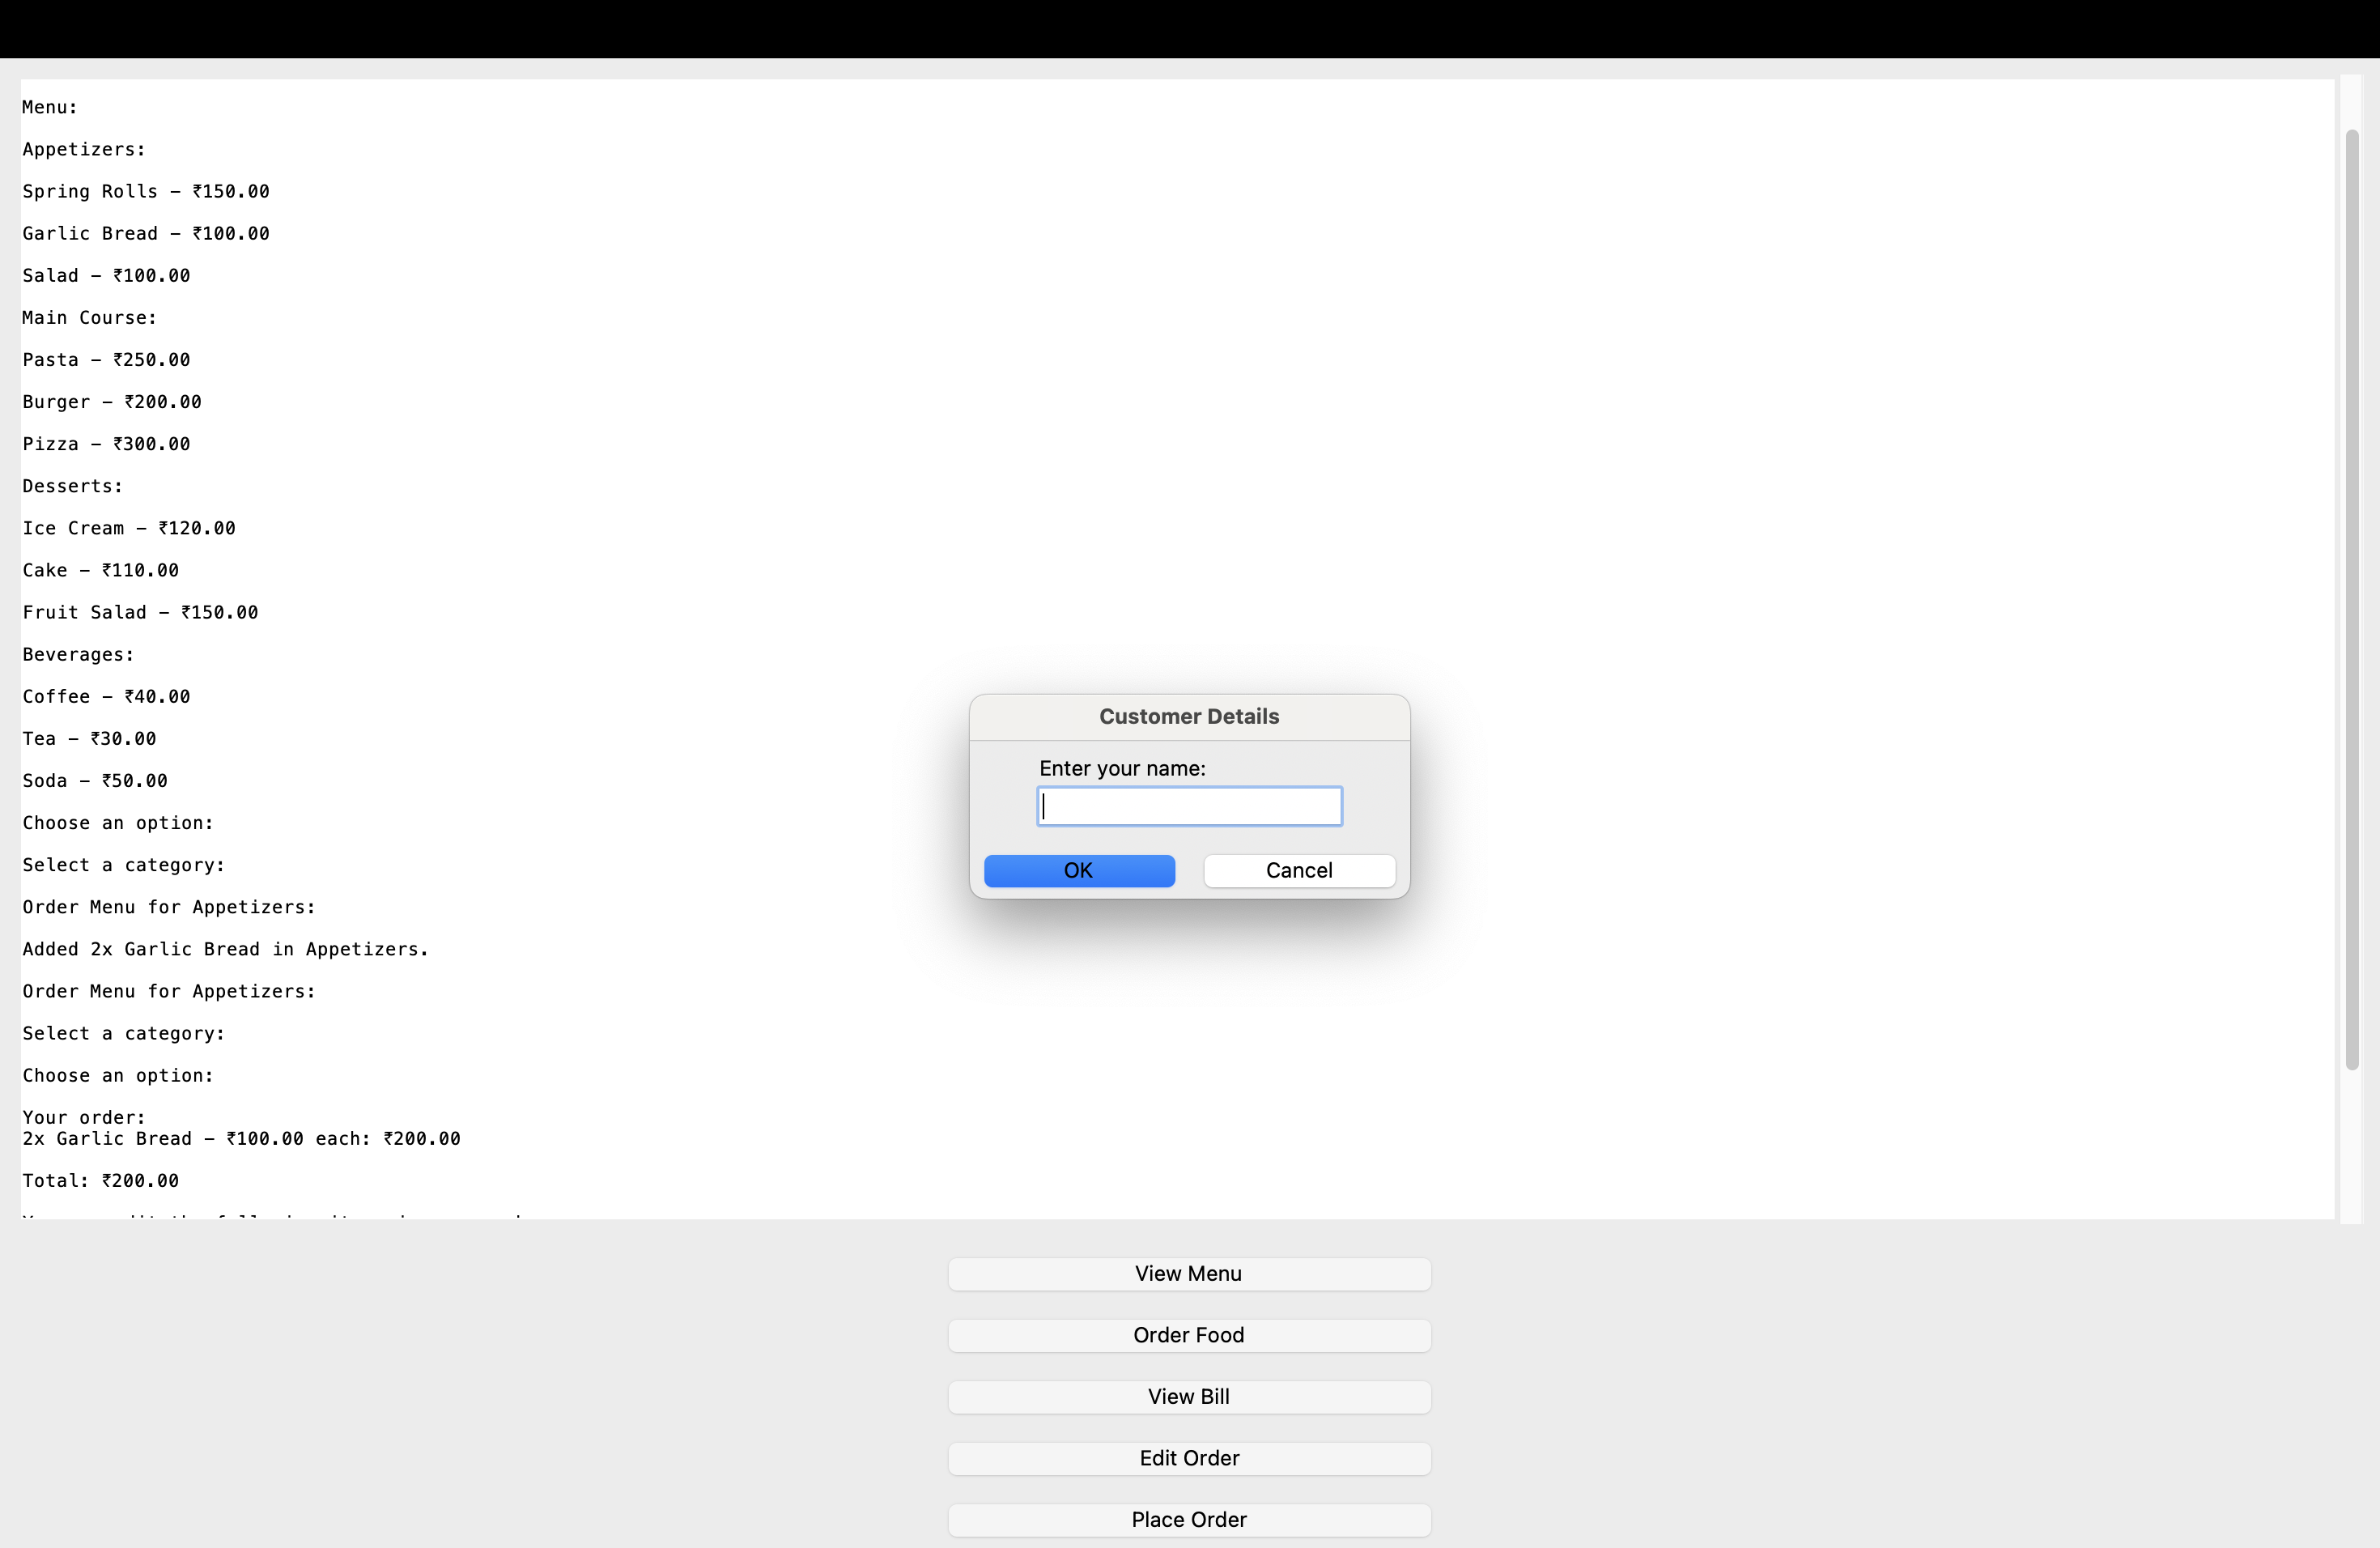 Menu:
Appetizers:
Spring Rolls – ₹150.00
Garlic Bread – ₹100.00
Salad – ₹100.00
Main Course:
Pasta – ₹250.00
Burger – ₹200.00
Pizza – ₹300.00
Desserts:
Ice Cream – ₹120.00
Cake – ₹110.00
Fruit Salad – ₹150.00
Beverages:
Coffee – ₹40.00
Tea – ₹30.00
Soda – ₹50.00
Choose an option:
Select a category:
Order Menu for Appetizers:
Added 2x Garlic Bread in Appetizers.
Order Menu for Appetizers:
Select a category:
Choose an option:
Your order:
2x Garlic Bread – ₹100.00 each: ₹200.00
Total: ₹200.00
Customer Details
Enter your name:
OK Cancel
View Menu
Order Food
View Bill
Edit Order
Place Order